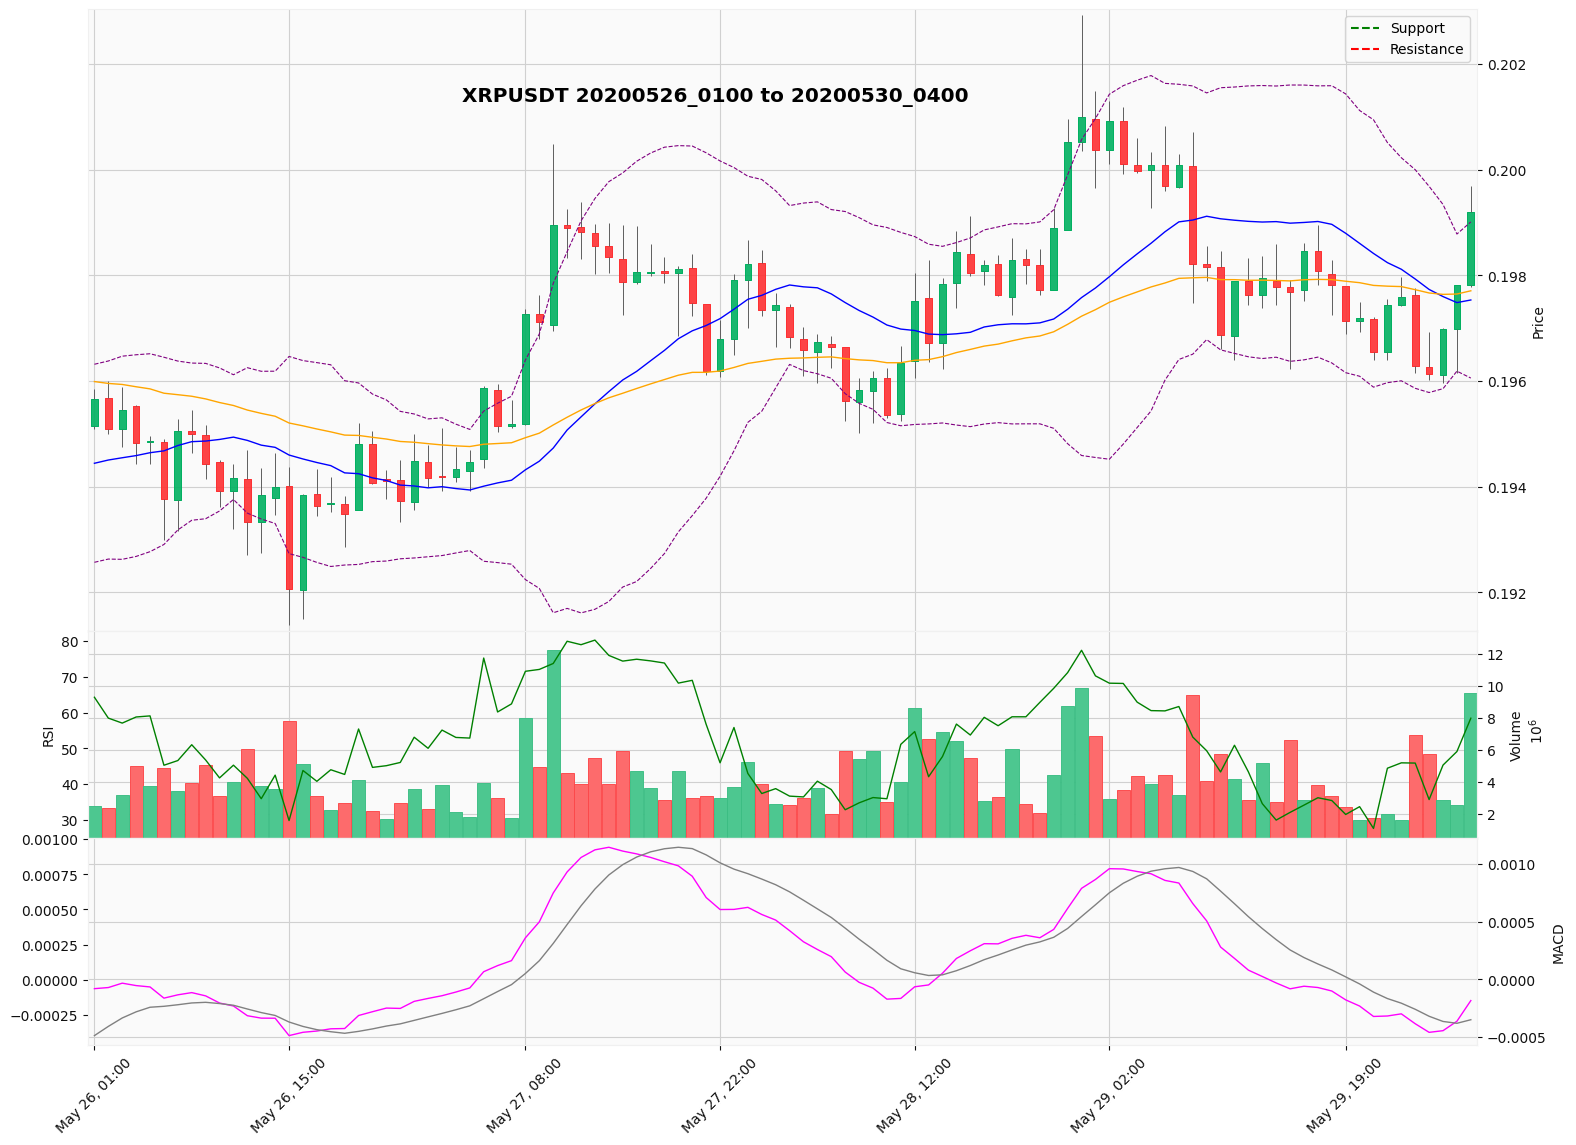 XRPUSDT 20200526_0100 to 20200530_0400
Support
Resistance
0.202
0.200
0.198
0.196
0.194
0.192
Price
80
70
60
50
40
30
RSI
12
10
8
6
4
2
Volume
10^6
0.00100
0.00075
0.00050
0.00025
0.00000
−0.00025
0.0010
0.0005
0.0000
−0.0005
MACD
May 26, 01:00
May 26, 15:00
May 27, 08:00
May 27, 22:00
May 28, 12:00
May 29, 02:00
May 29, 19:00